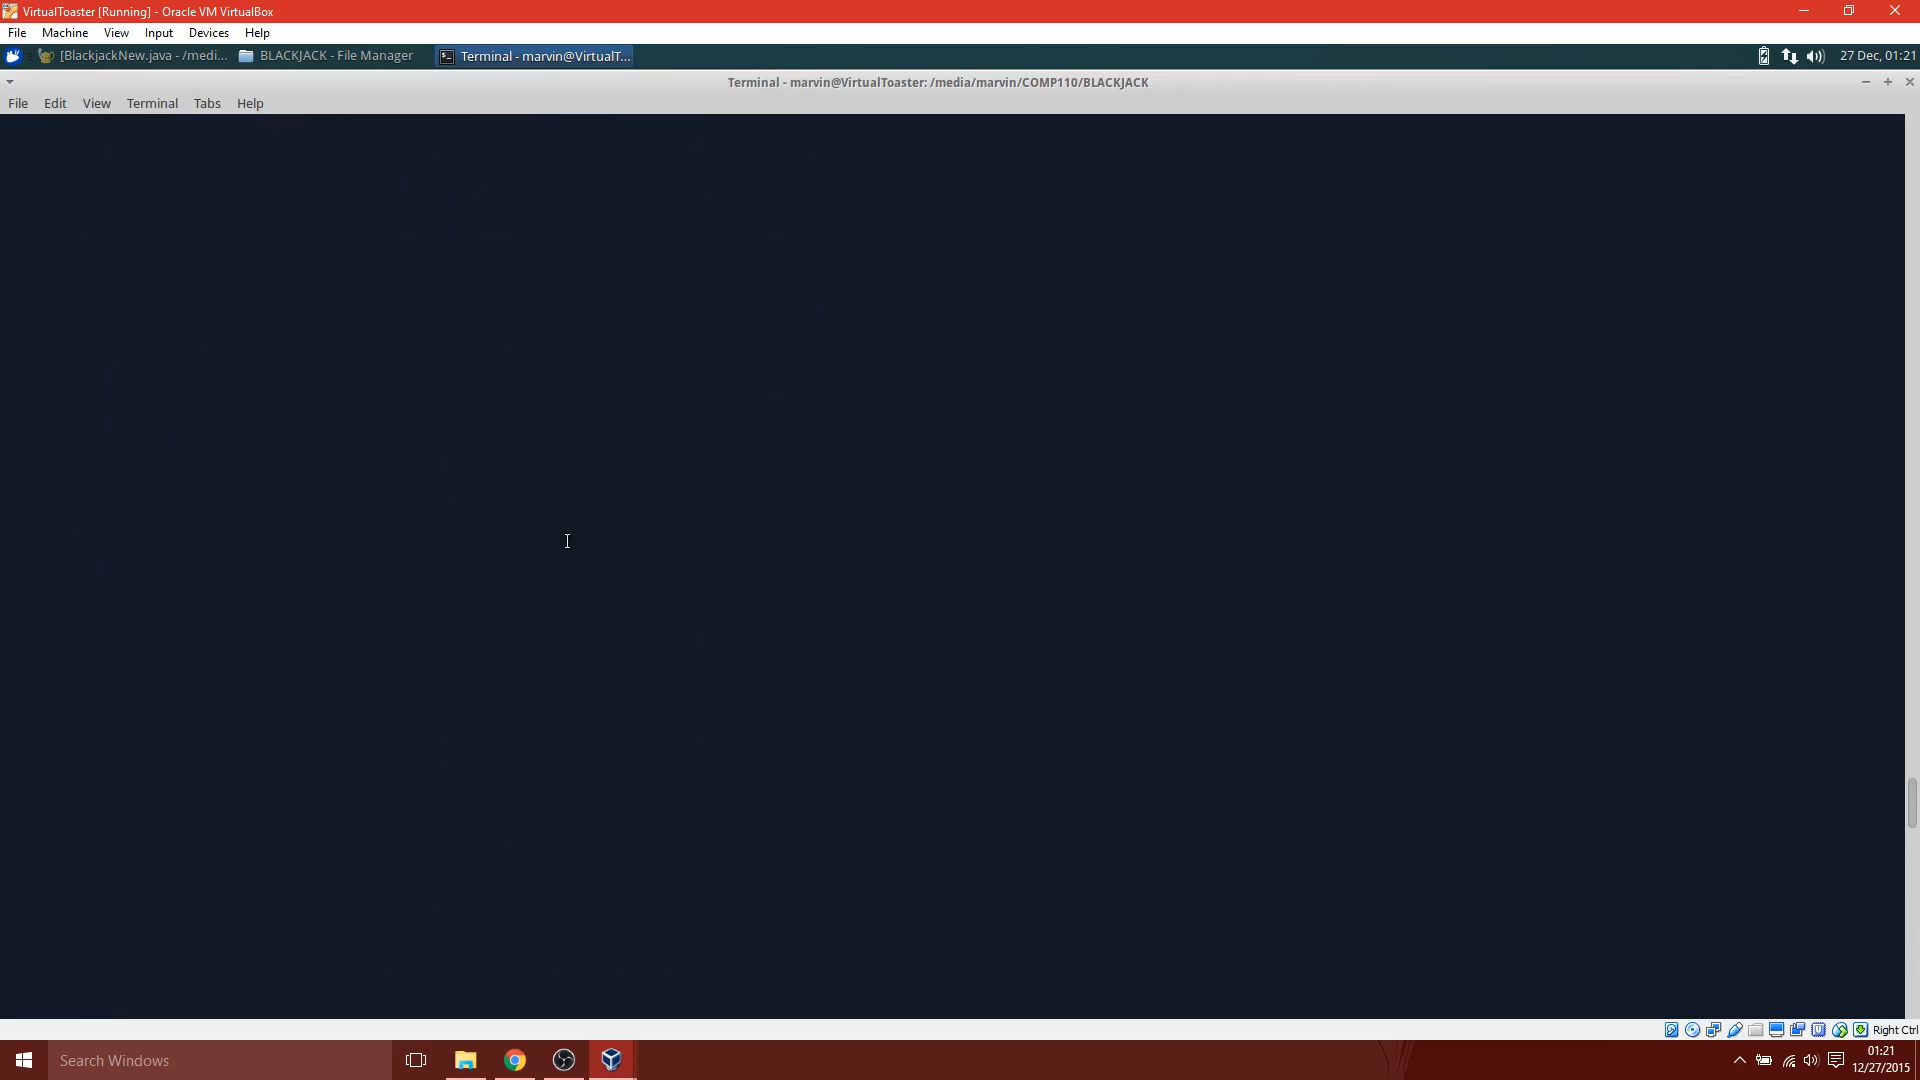 VirtualToaster [Running] - Oracle VM VirtualBox
File Machine View Input Devices Help
[BlackjackNew.java - /medi... BLACKJACK - File Manager Terminal - marvin@VirtualT... 27 Dec, 01:21
Terminal - marvin@VirtualToaster: /media/marvin/COMP110/BLACKJACK
File Edit View Terminal Tabs Help
Right Ctrl
Search Windows
01:21
12/27/2015